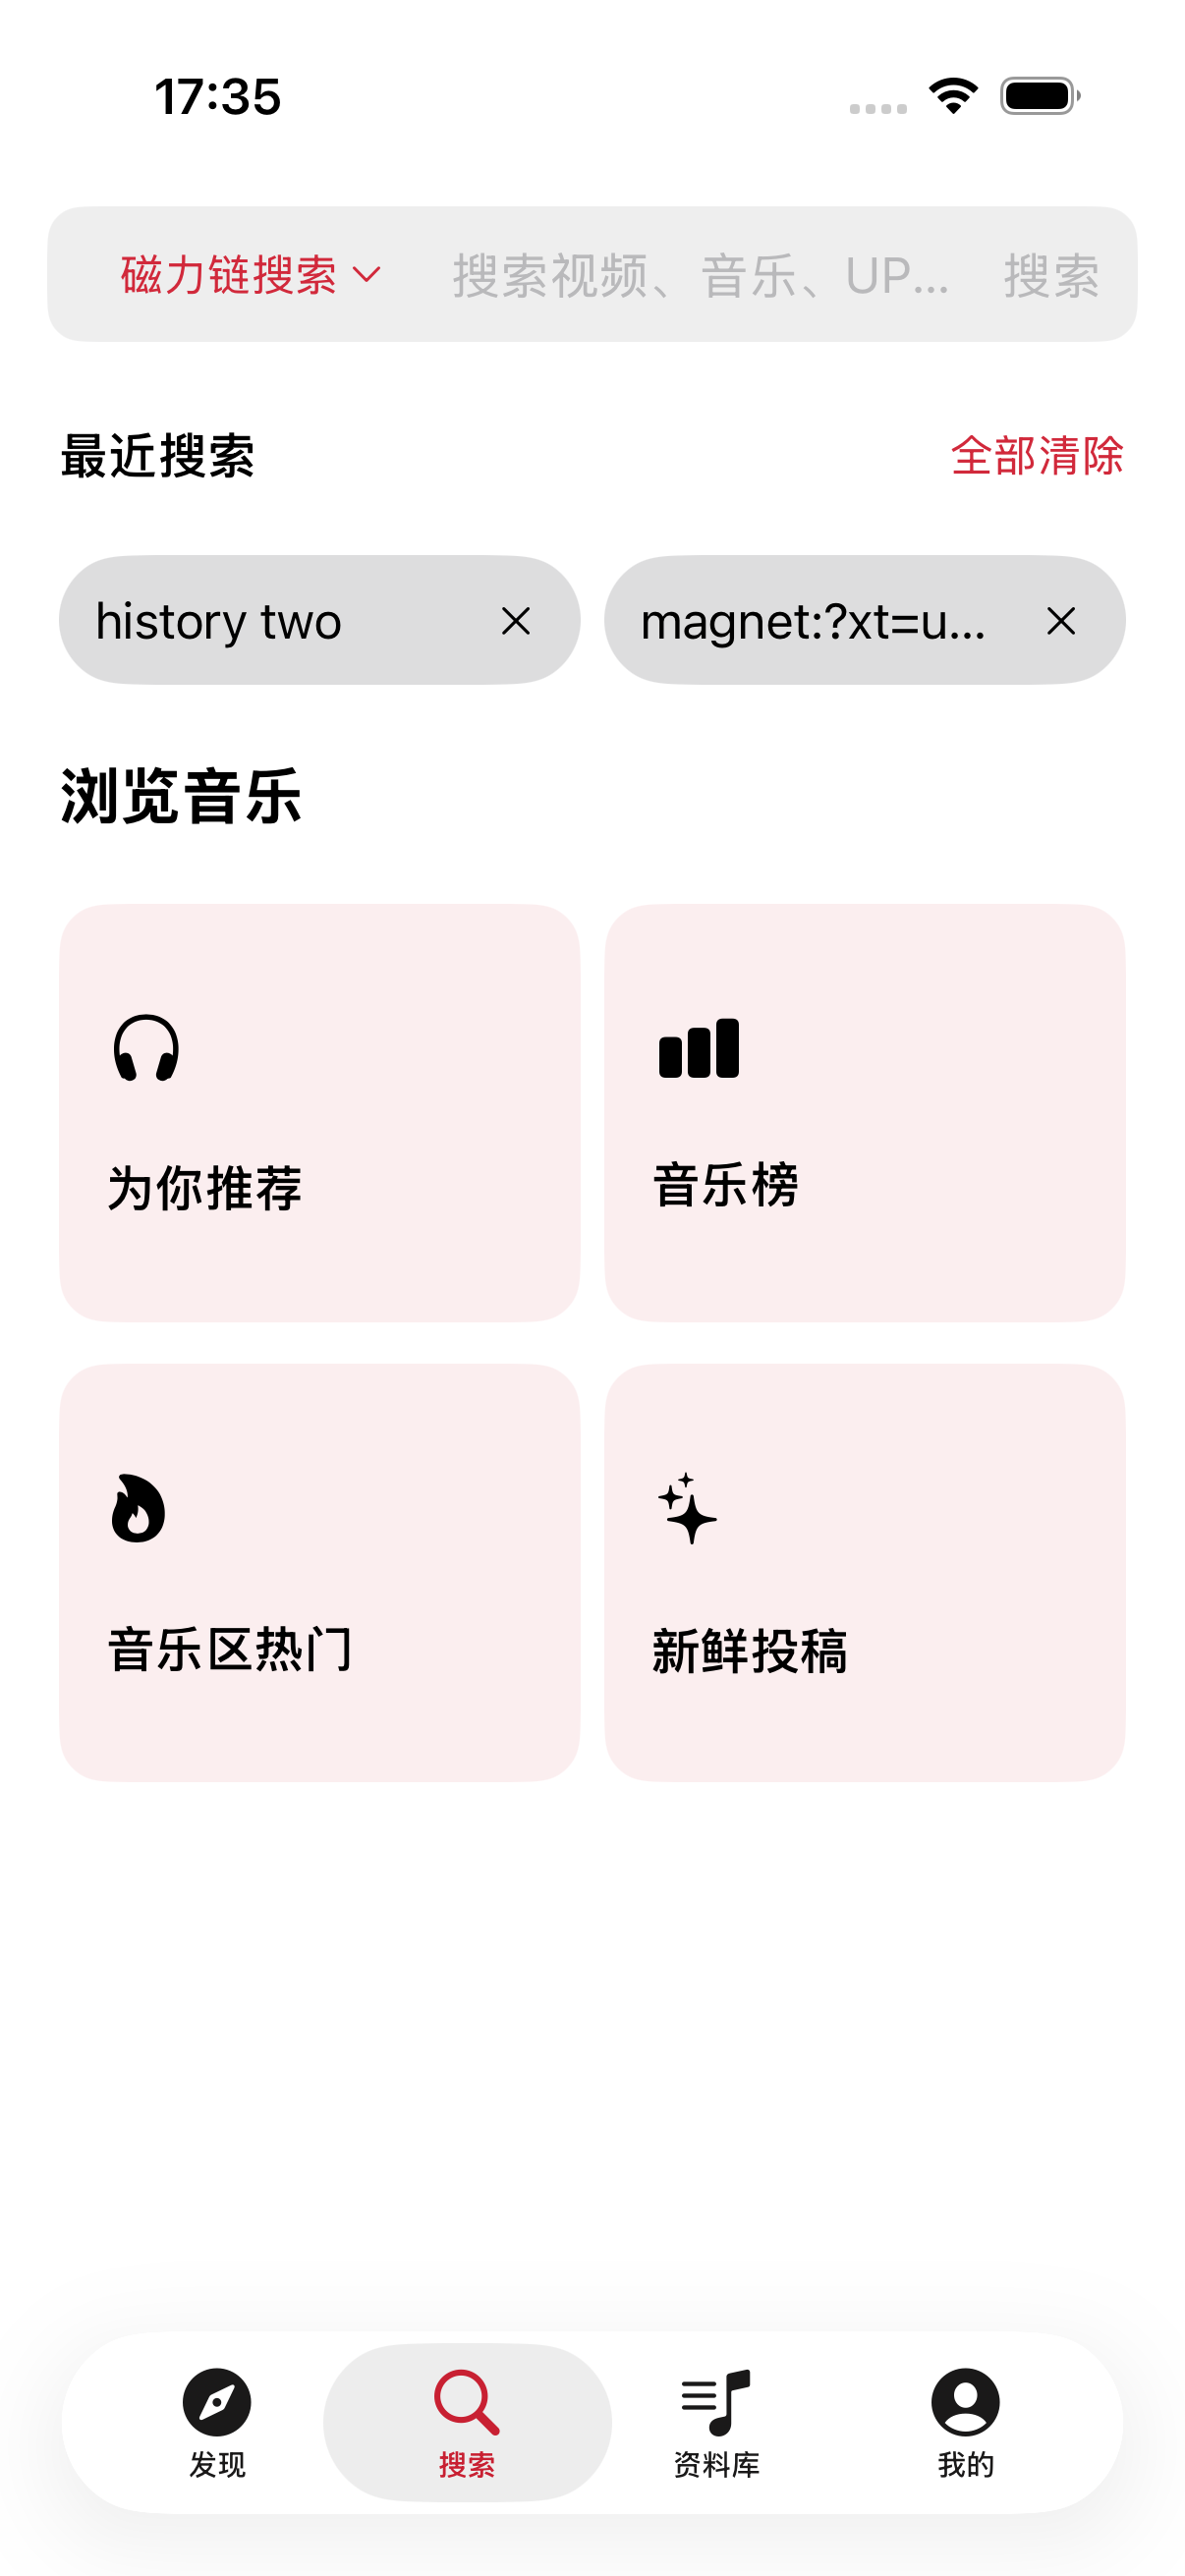 17:35
磁力链搜索 搜索视频、音乐、UP... 搜索
最近搜索 全部清除
history two magnet:?xt=u...
浏览音乐
为你推荐 音乐榜
音乐区热门 新鲜投稿
发现 搜索 资料库 我的